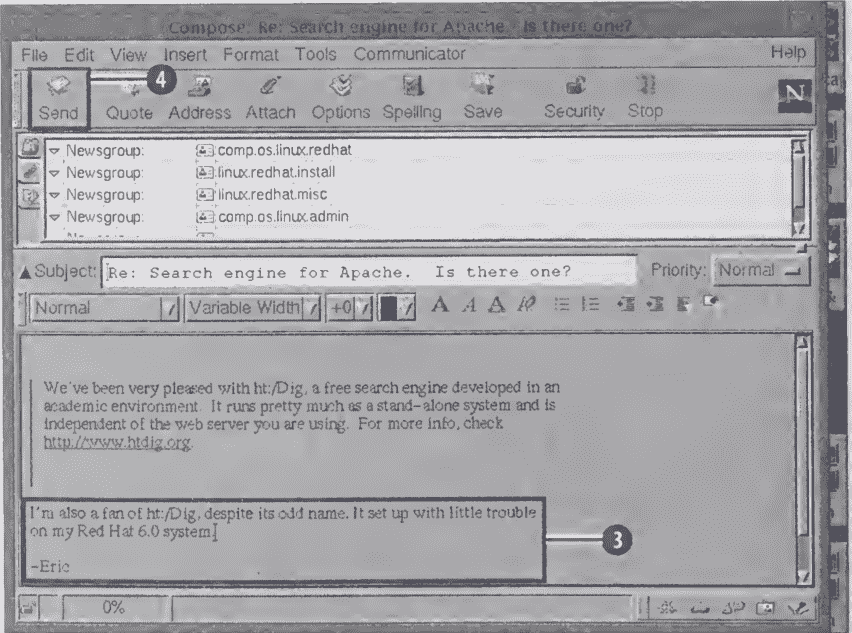 Compose: Re: Search engine for Apache. Is there one?
File Edit View Insert Format Tools Communicator Help
4
Send Quote Address Attach Options Spelling Save Security Stop
N
Newsgroup: comp.os.linux.redhat
Newsgroup: linux.redhat.install
Newsgroup: linux.redhat.misc
Newsgroup: comp.os.linux.admin
Subject: Re: Search engine for Apache. Is there one? Priority: Normal
Normal Variable Width +0 A A A
We've been very pleased with ht:/Dig, a free search engine developed in an
academic environment. It runs pretty much as a stand-alone system and is
independent of the web server you are using. For more info, check
http://www.htdig.org.
I'm also a fan of ht:/Dig, despite its odd name. It set up with little trouble
on my Red Hat 6.0 system
3
-Eric
0%